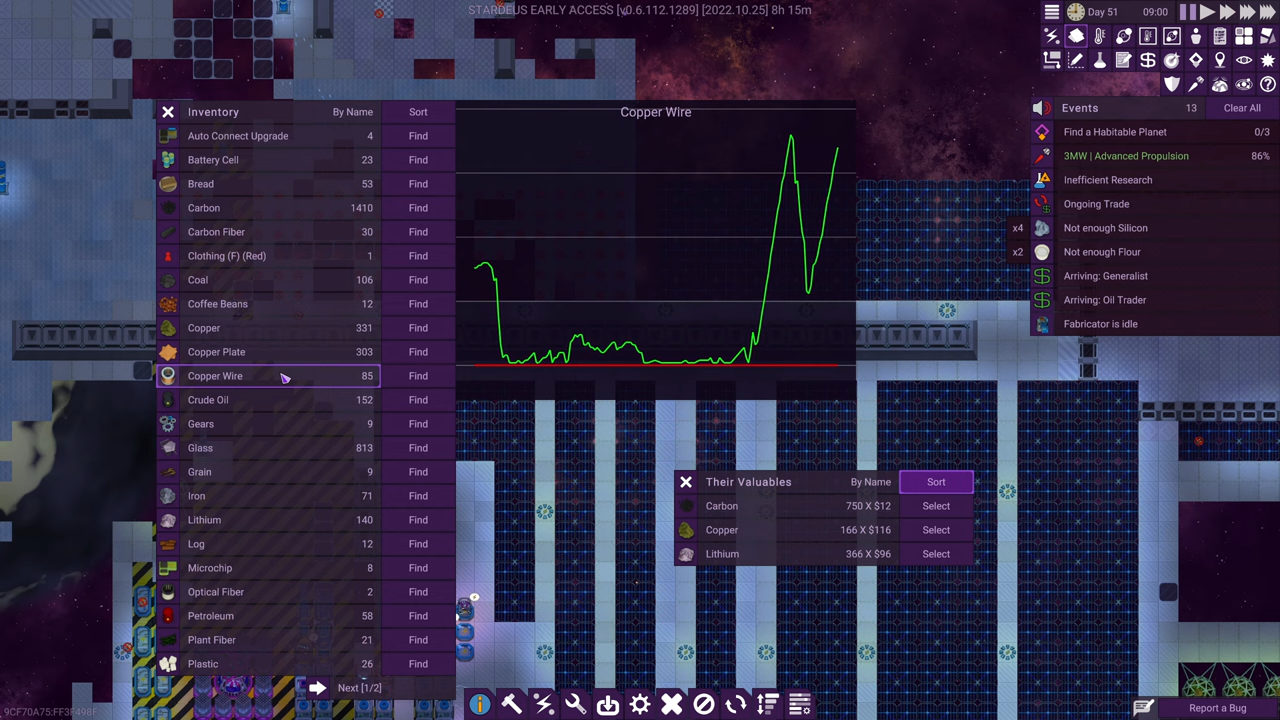 STARDEUS EARLY ACCESS [v0.6.112.1289] [2022.10.25] 8h 15m
Day 51 09:00
Inventory By Name Sort
Auto Connect Upgrade 4 Find
Battery Cell 23 Find
Bread 53 Find
Carbon 1410 Find
Carbon Fiber 30 Find
Clothing (F) (Red) 1 Find
Coal 106 Find
Coffee Beans 12 Find
Copper 331 Find
Copper Plate 303 Find
Copper Wire 85 Find
Crude Oil 152 Find
Gears 9 Find
Glass 813 Find
Grain 9 Find
Iron 71 Find
Lithium 140 Find
Log 12 Find
Microchip 8 Find
Optical Fiber 2 Find
Petroleum 58 Find
Plant Fiber 21 Find
Plastic 26 Find
Next [1/2]
Copper Wire
Their Valuables By Name Sort
Carbon 750 X $12 Select
Copper 166 X $116 Select
Lithium 366 X $96 Select
Events 13 Clear All
Find a Habitable Planet 0/3
3MW | Advanced Propulsion 86%
Inefficient Research
Ongoing Trade
x4 Not enough Silicon
x2 Not enough Flour
Arriving: Generalist
Arriving: Oil Trader
Fabricator is idle
9CF70A75:FF3F498F
Report a Bug